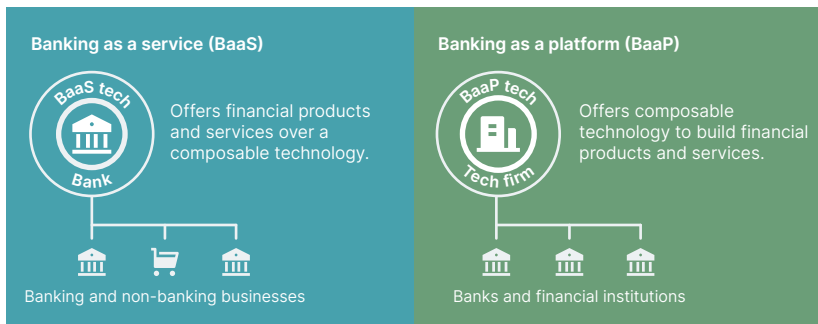 Banking as a service (BaaS)
BaaS tech
Bank
Offers financial products
and services over a
composable technology.
Banking and non-banking businesses
Banking as a platform (BaaP)
BaaP tech
Tech firm
Offers composable
technology to build financial
products and services.
Banks and financial institutions